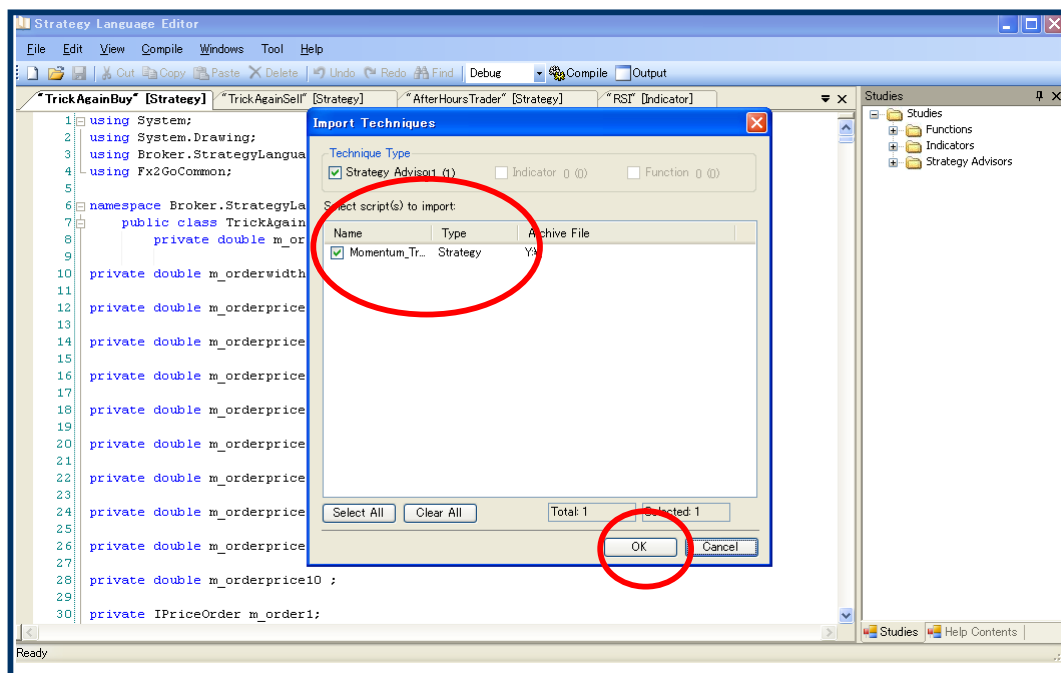 Strategy Language Editor
File Edit View Compile Windows Tool Help
Cut Copy Paste Delete Undo Redo Find Debug Compile Output
"TrickAgainBuy" [Strategy] "TrickAgainSell" [Strategy] "AfterHoursTrader" [Strategy] "RSI" [Indicator]
1 using System;
2 using System.Drawing;
3 using Broker.StrategyLangua
4 using Fx2GoCommon;
5
6 namespace Broker.StrategyLa
7 public class TrickAgain
8 private double m_or
9
10 private double m_orderwidth
11
12 private double m_orderprice
13
14 private double m_orderprice
15
16 private double m_orderprice
17
18 private double m_orderprice
19
20 private double m_orderprice
21
22 private double m_orderprice
23
24 private double m_orderprice
25
26 private double m_orderprice
27
28 private double m_orderprice10 ;
29
30 private IPriceOrder m_order1;
Import Techniques
Technique Type
Strategy Advisor1 (1) Indicator 0 (0) Function 0 (0)
Select script(s) to import:
Name Type Archive File
Momentum_Tr... Strategy Y:¥
Select All Clear All Total: 1 Selected: 1
OK Cancel
Studies
Studies
Functions
Indicators
Strategy Advisors
Studies Help Contents
Ready